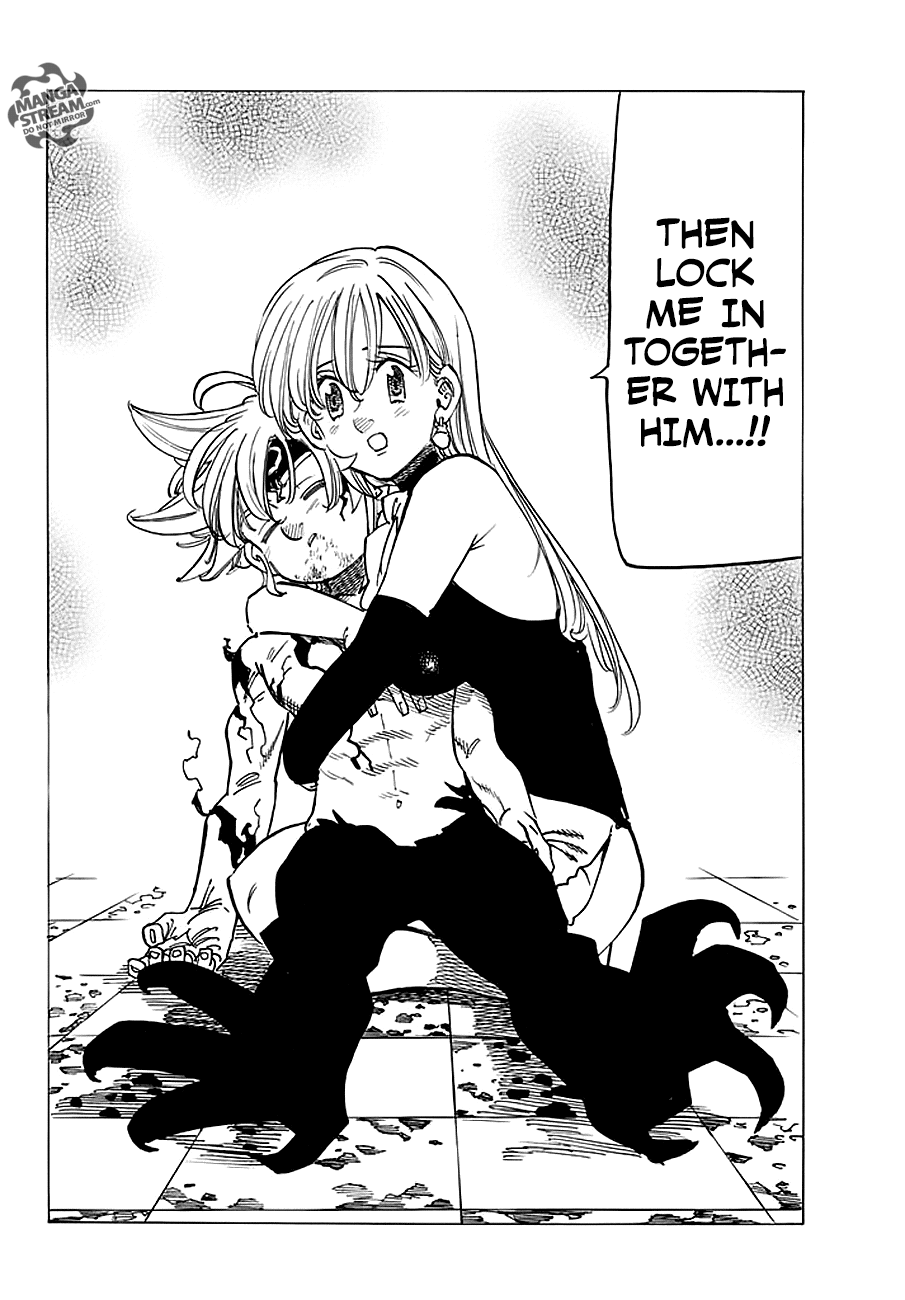 MANGA
STREAM.com
DO NOT MIRROR
THEN
LOCK
ME IN
TOGETH-
ER WITH
HIM...!!